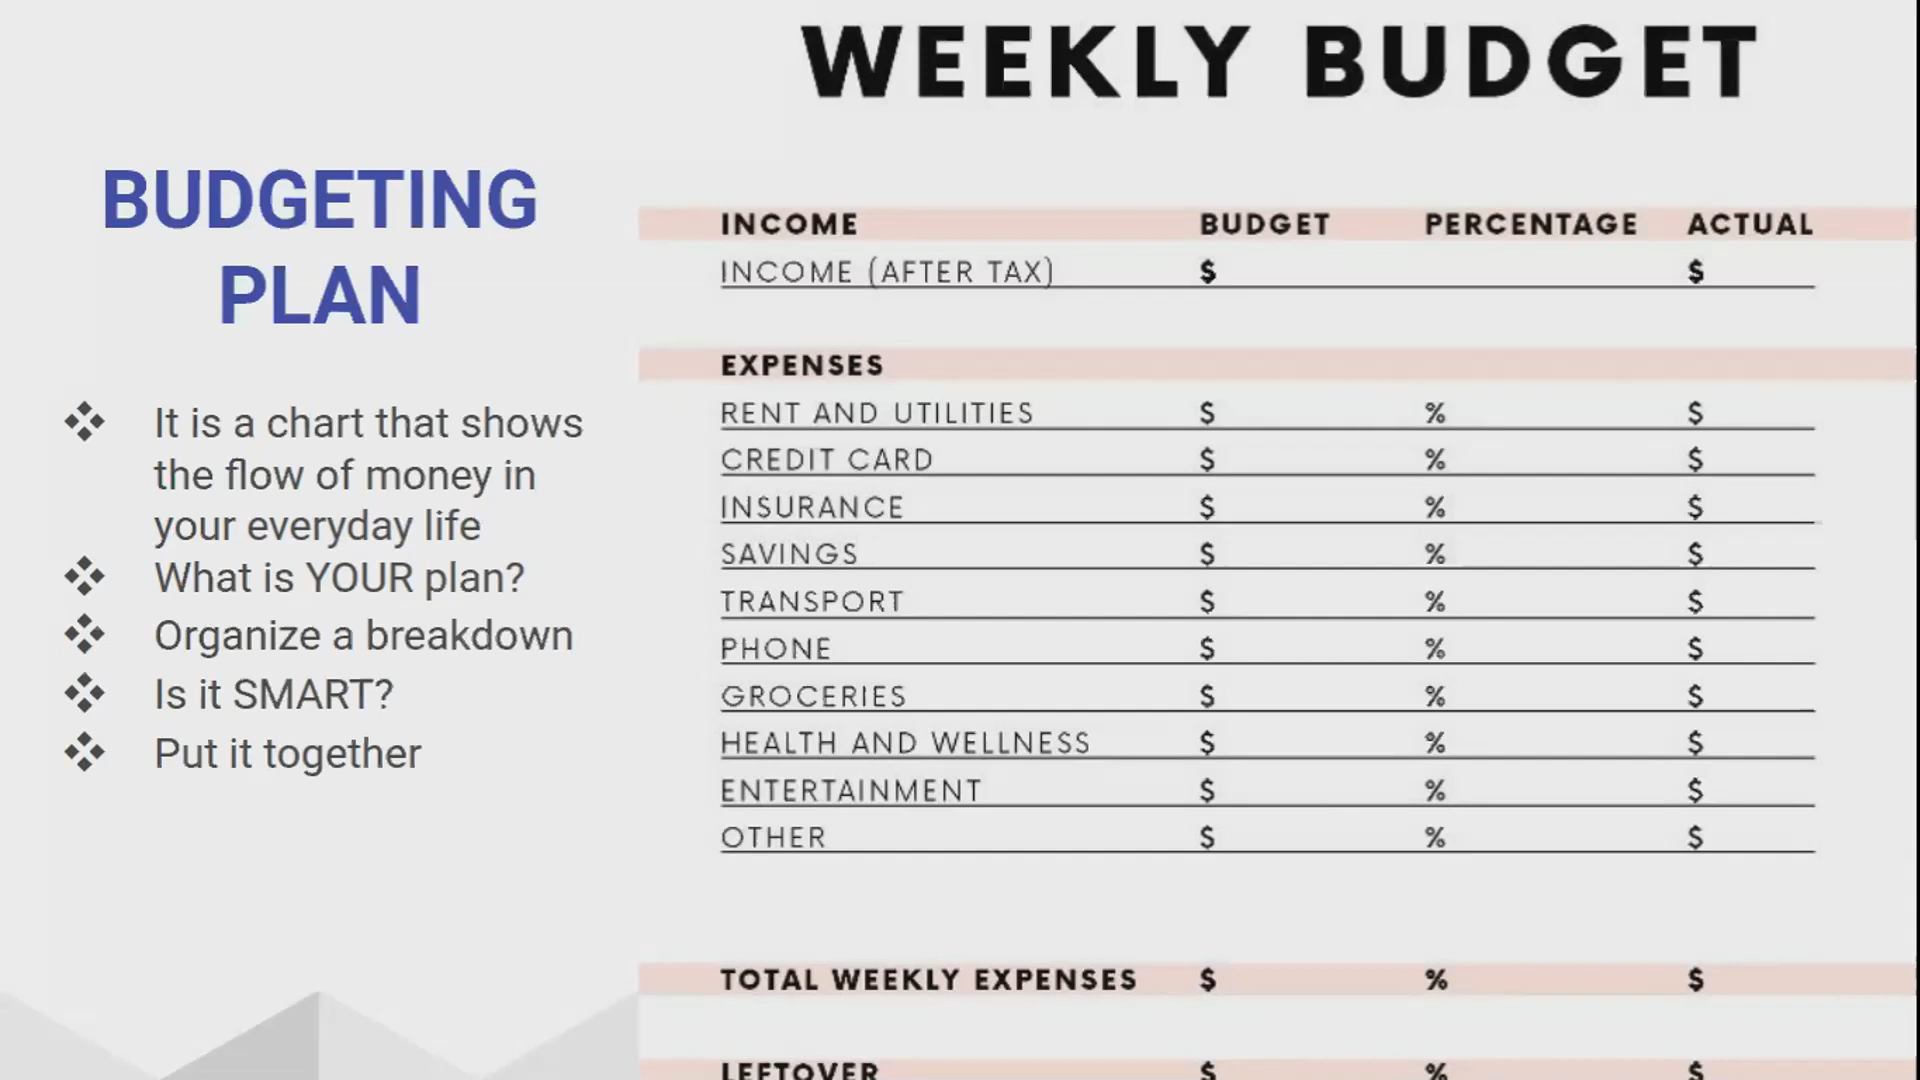 WEEKLY BUDGET
BUDGETING
PLAN
It is a chart that shows
the flow of money in
your everyday life
What is YOUR plan?
Organize a breakdown
Is it SMART?
Put it together
INCOME BUDGET PERCENTAGE ACTUAL
INCOME (AFTER TAX) $ $
EXPENSES
RENT AND UTILITIES $ % $
CREDIT CARD $ % $
INSURANCE $ % $
SAVINGS $ % $
TRANSPORT $ % $
PHONE $ % $
GROCERIES $ % $
HEALTH AND WELLNESS $ % $
ENTERTAINMENT $ % $
OTHER $ % $
TOTAL WEEKLY EXPENSES $ % $
LEFTOVER $ % $